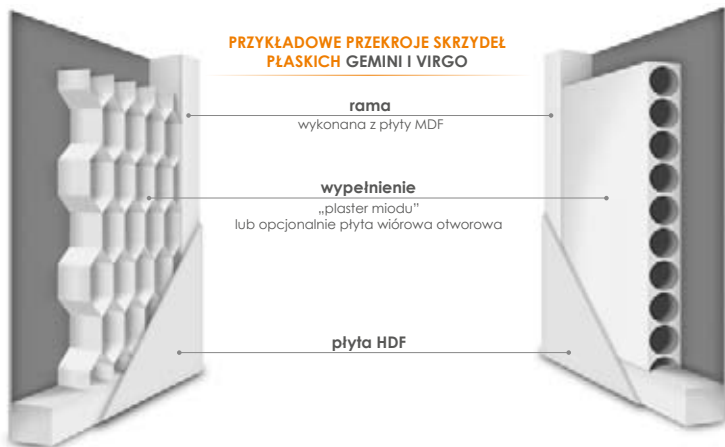 PRZYKŁADOWE PRZEKROJE SKRZYDEŁ
PŁASKICH GEMINI I VIRGO
rama
wykonana z płyty MDF
wypełnienie
„plaster miodu”
lub opcjonalnie płyta wiórowa otworowa
płyta HDF